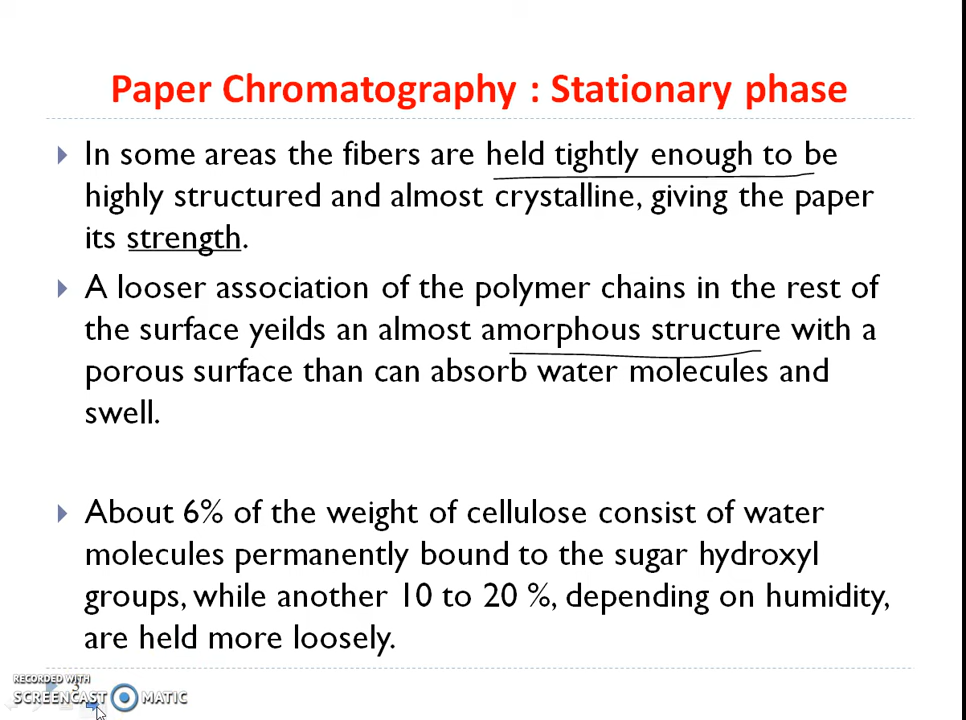 Paper Chromatography : Stationary phase
In some areas the fibers are held tightly enough to be
highly structured and almost crystalline, giving the paper
its strength.
A looser association of the polymer chains in the rest of
the surface yeilds an almost amorphous structure with a
porous surface than can absorb water molecules and
swell.
About 6% of the weight of cellulose consist of water
molecules permanently bound to the sugar hydroxyl
groups, while another 10 to 20 %, depending on humidity,
are held more loosely.
RECORDED WITH
3
SCREENCAST MATIC